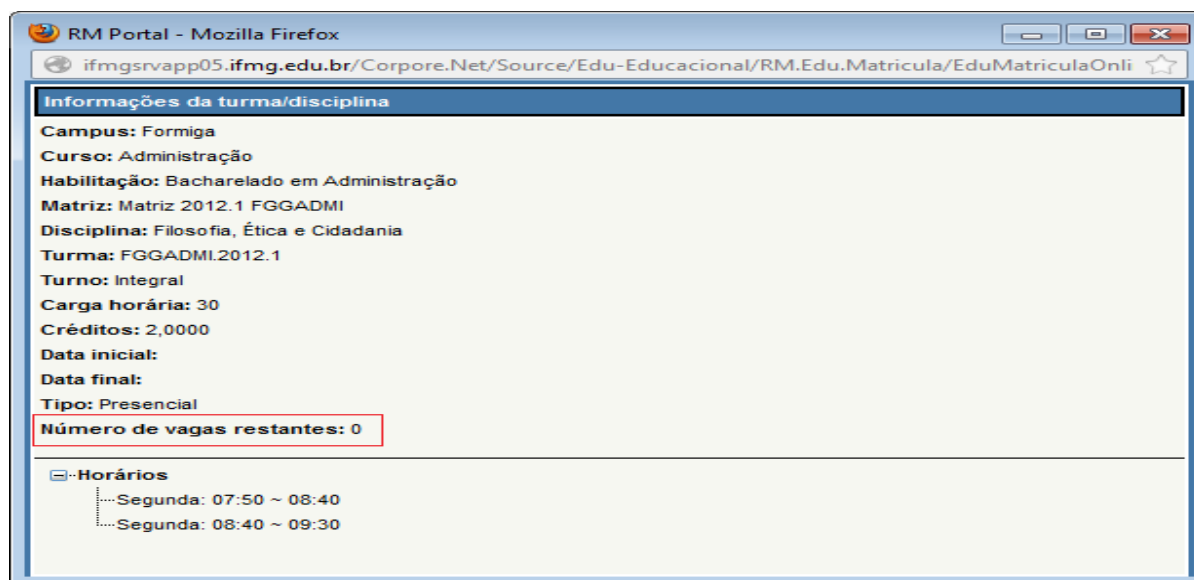 RM Portal - Mozilla Firefox
ifmgsrvapp05.ifmg.edu.br/Corpore.Net/Source/Edu-Educacional/RM.Edu.Matricula/EduMatriculaOnli
Informações da turma/disciplina
Campus: Formiga
Curso: Administração
Habilitação: Bacharelado em Administração
Matriz: Matriz 2012.1 FGGADMI
Disciplina: Filosofia, Ética e Cidadania
Turma: FGGADMI.2012.1
Turno: Integral
Carga horária: 30
Créditos: 2,0000
Data inicial:
Data final:
Tipo: Presencial
Número de vagas restantes: 0
Horários
Segunda: 07:50 ~ 08:40
Segunda: 08:40 ~ 09:30